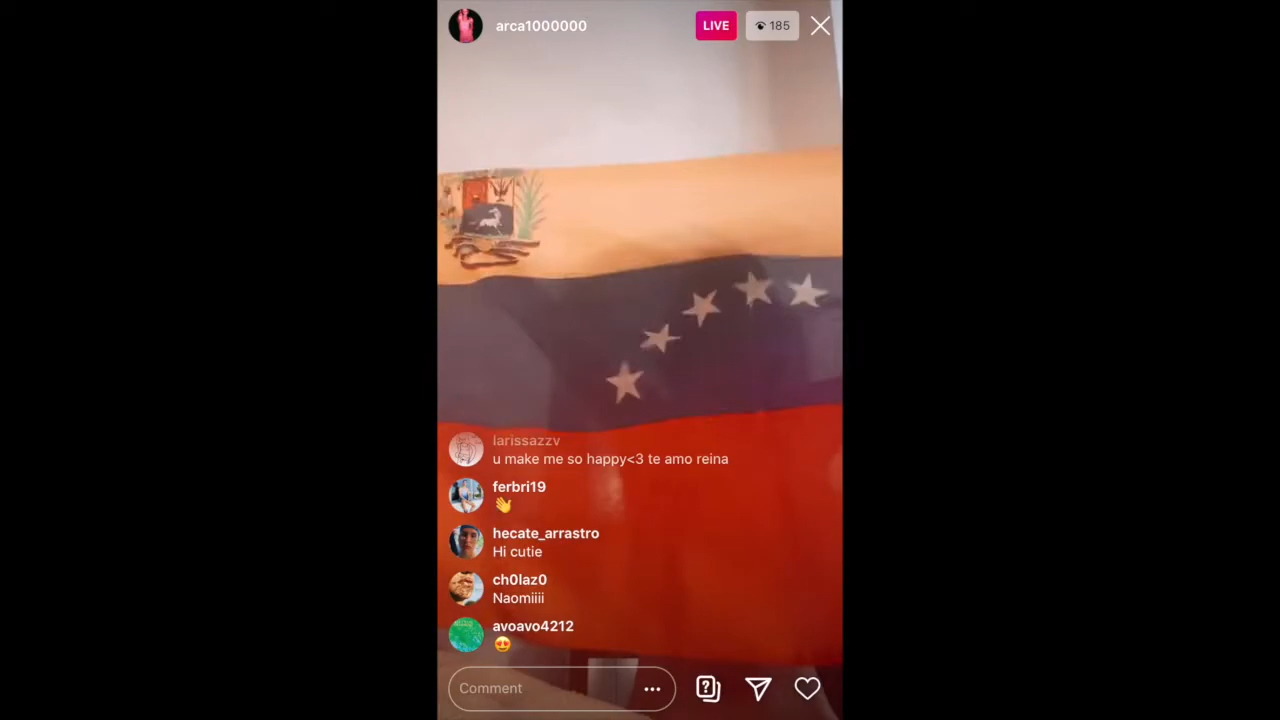 arca1000000
LIVE
185
larissazzv
u make me so happy<3 te amo reina
ferbri19
hecate_arrastro
Hi cutie
ch0laz0
Naomiiii
avoavo4212
Comment